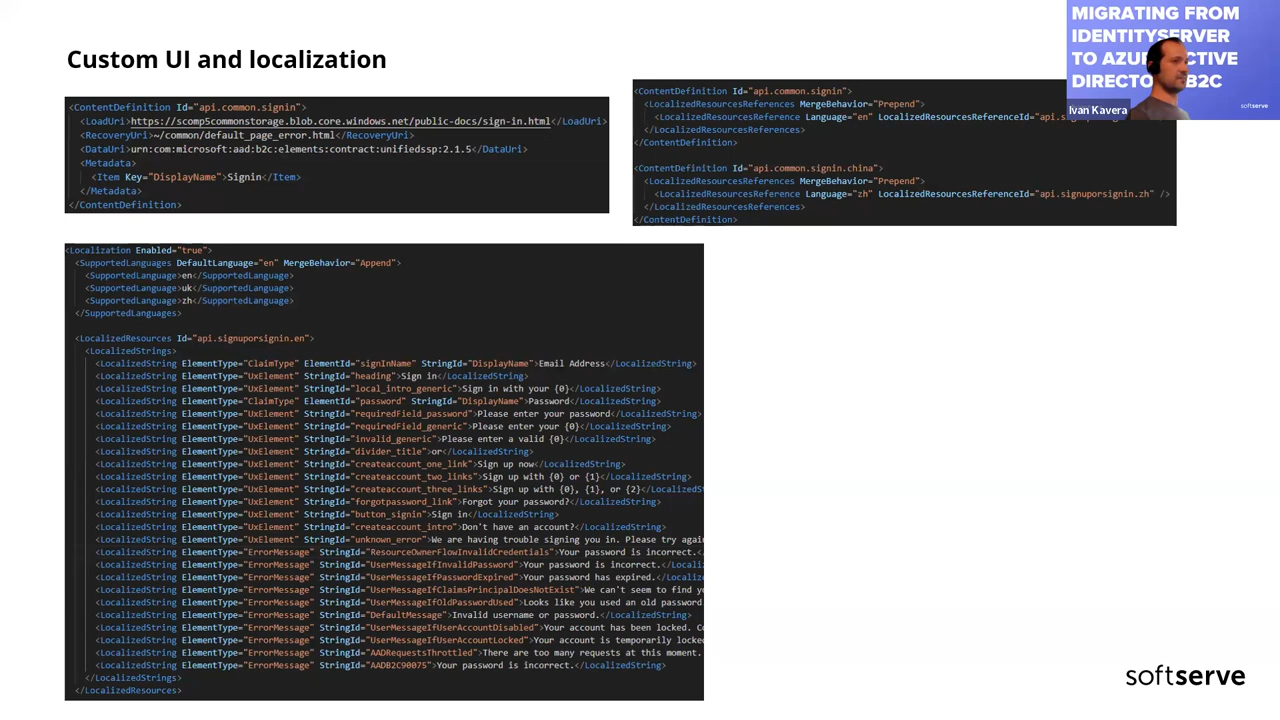 Custom UI and localization
<ContentDefinition Id="api.common.signin">
<LoadUri>https://scomp5commonstorage.blob.core.windows.net/public-docs/sign-in.html</LoadUri>
<RecoveryUri>~/common/default_page_error.html</RecoveryUri>
<DataUri>urn:com:microsoft:aad:b2c:elements:contract:unifiedssp:2.1.5</DataUri>
<Metadata>
<Item Key="DisplayName">Signin</Item>
</Metadata>
</ContentDefinition>
<ContentDefinition Id="api.common.signin">
<LocalizedResourcesReferences MergeBehavior="Prepend">
<LocalizedResourcesReference Language="en" LocalizedResourcesReferenceId="api.
</LocalizedResourcesReferences>
</ContentDefinition>
<ContentDefinition Id="api.common.signin.china">
<LocalizedResourcesReferences MergeBehavior="Prepend">
<LocalizedResourcesReference Language="zh" LocalizedResourcesReferenceId="api.signuporsignin.zh" />
</LocalizedResourcesReferences>
</ContentDefinition>
MIGRATING FROM
IDENTITYSERVER
TO AZU CTIVE
DIRECTO B2C
Ivan Kavera
softserve
<Localization Enabled="true">
<SupportedLanguages DefaultLanguage="en" MergeBehavior="Append">
<SupportedLanguage>en</SupportedLanguage>
<SupportedLanguage>uk</SupportedLanguage>
<SupportedLanguage>zh</SupportedLanguage>
</SupportedLanguages>
<LocalizedResources Id="api.signuporsignin.en">
<LocalizedStrings>
<LocalizedString ElementType="ClaimType" ElementId="signInName" StringId="DisplayName">Email Address</LocalizedString>
<LocalizedString ElementType="UxElement" StringId="heading">Sign in</LocalizedString>
<LocalizedString ElementType="UxElement" StringId="local_intro_generic">Sign in with your {0}</LocalizedString>
<LocalizedString ElementType="ClaimType" ElementId="password" StringId="DisplayName">Password</LocalizedString>
<LocalizedString ElementType="UxElement" StringId="requiredField_password">Please enter your password</LocalizedString>
<LocalizedString ElementType="UxElement" StringId="requiredField_generic">Please enter your {0}</LocalizedString>
<LocalizedString ElementType="UxElement" StringId="invalid_generic">Please enter a valid {0}</LocalizedString>
<LocalizedString ElementType="UxElement" StringId="divider_title">or</LocalizedString>
<LocalizedString ElementType="UxElement" StringId="createaccount_one_link">Sign up now</LocalizedString>
<LocalizedString ElementType="UxElement" StringId="createaccount_two_links">Sign up with {0} or {1}</LocalizedString>
<LocalizedString ElementType="UxElement" StringId="createaccount_three_links">Sign up with {0}, {1}, or {2}</LocalizedSt
<LocalizedString ElementType="UxElement" StringId="forgotpassword_link">Forgot your password?</LocalizedString>
<LocalizedString ElementType="UxElement" StringId="button_signin">Sign in</LocalizedString>
<LocalizedString ElementType="UxElement" StringId="createaccount_intro">Don't have an account?</LocalizedString>
<LocalizedString ElementType="UxElement" StringId="unknown_error">We are having trouble signing you in. Please try again
<LocalizedString ElementType="ErrorMessage" StringId="ResourceOwnerFlowInvalidCredentials">Your password is incorrect.</
<LocalizedString ElementType="ErrorMessage" StringId="UserMessageIfInvalidPassword">Your password is incorrect.</Localiz
<LocalizedString ElementType="ErrorMessage" StringId="UserMessageIfPasswordExpired">Your password has expired.</Localiz
<LocalizedString ElementType="ErrorMessage" StringId="UserMessageIfClaimsPrincipalDoesNotExist">We can't seem to find yo
<LocalizedString ElementType="ErrorMessage" StringId="UserMessageIfOldPasswordUsed">Looks like you used an old password
<LocalizedString ElementType="ErrorMessage" StringId="DefaultMessage">Invalid username or password.</LocalizedString>
<LocalizedString ElementType="ErrorMessage" StringId="UserMessageIfUserAccountDisabled">Your account has been locked. Co
<LocalizedString ElementType="ErrorMessage" StringId="UserMessageIfUserAccountLocked">Your account is temporarily locked
<LocalizedString ElementType="ErrorMessage" StringId="AADRequestsThrottled">There are too many requests at this moment.
<LocalizedString ElementType="ErrorMessage" StringId="AADB2C90075">Your password is incorrect.</LocalizedString>
</LocalizedStrings>
</LocalizedResources>
softserve